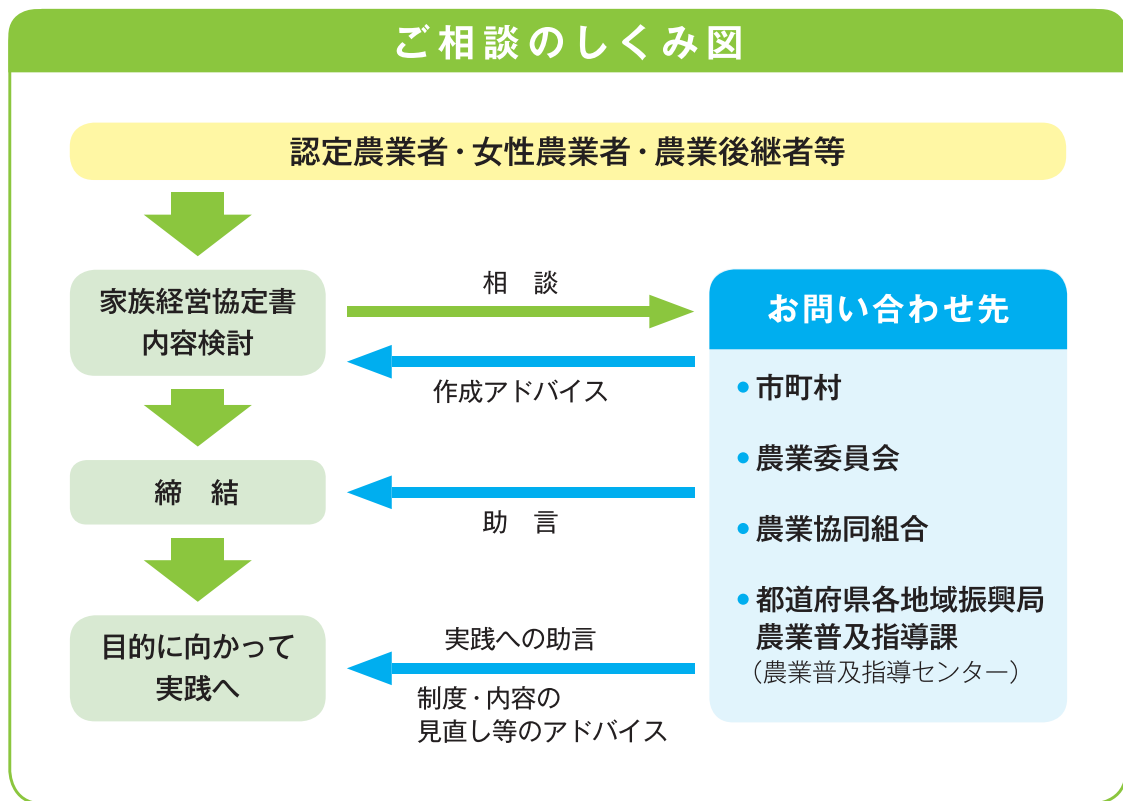 ご相談のしくみ図
認定農業者・女性農業者・農業後継者等
家族経営協定書
内容検討
相　談
作成アドバイス
締　結
助　言
目的に向かって
実践へ
実践への助言
制度・内容の
見直し等のアドバイス
お問い合わせ先
• 市町村
• 農業委員会
• 農業協同組合
• 都道府県各地域振興局
農業普及指導課
（農業普及指導センター）